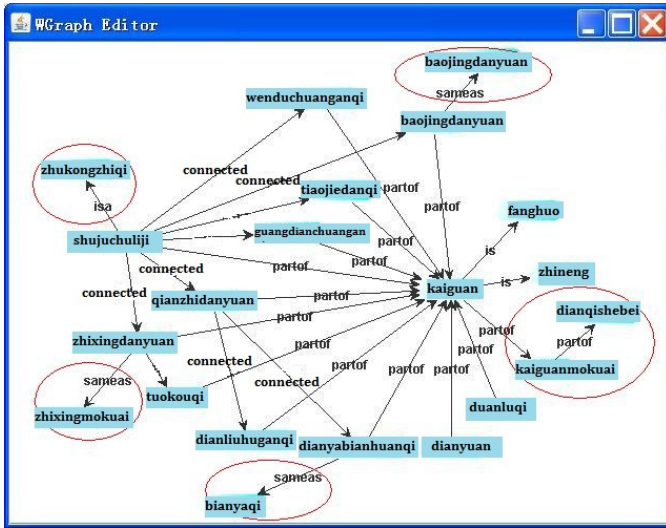 WGraph Editor
baojingdanyuan
sameas
wenduchuanganqi
baojingdanyuan
zhukongzhiqi
connected
connected
tiaojiedanqi
partof
isa
partof
fanghuo
shujuchuliji
guangdianchuangan
partof
is
connected
partof
partof
kaiguan
is
zhineng
connected
qianzhidanyuan
partof
dianqishebei
partof
partof
partof
zhixingdanyuan
partof
connected
partof
partof
kaiguanmokuai
sameas
connected
partof
tuokouqi
duanluqi
zhixingmokuai
dianliuhuganqi
dianyabianhuanqi
dianyuan
sameas
bianyaqi